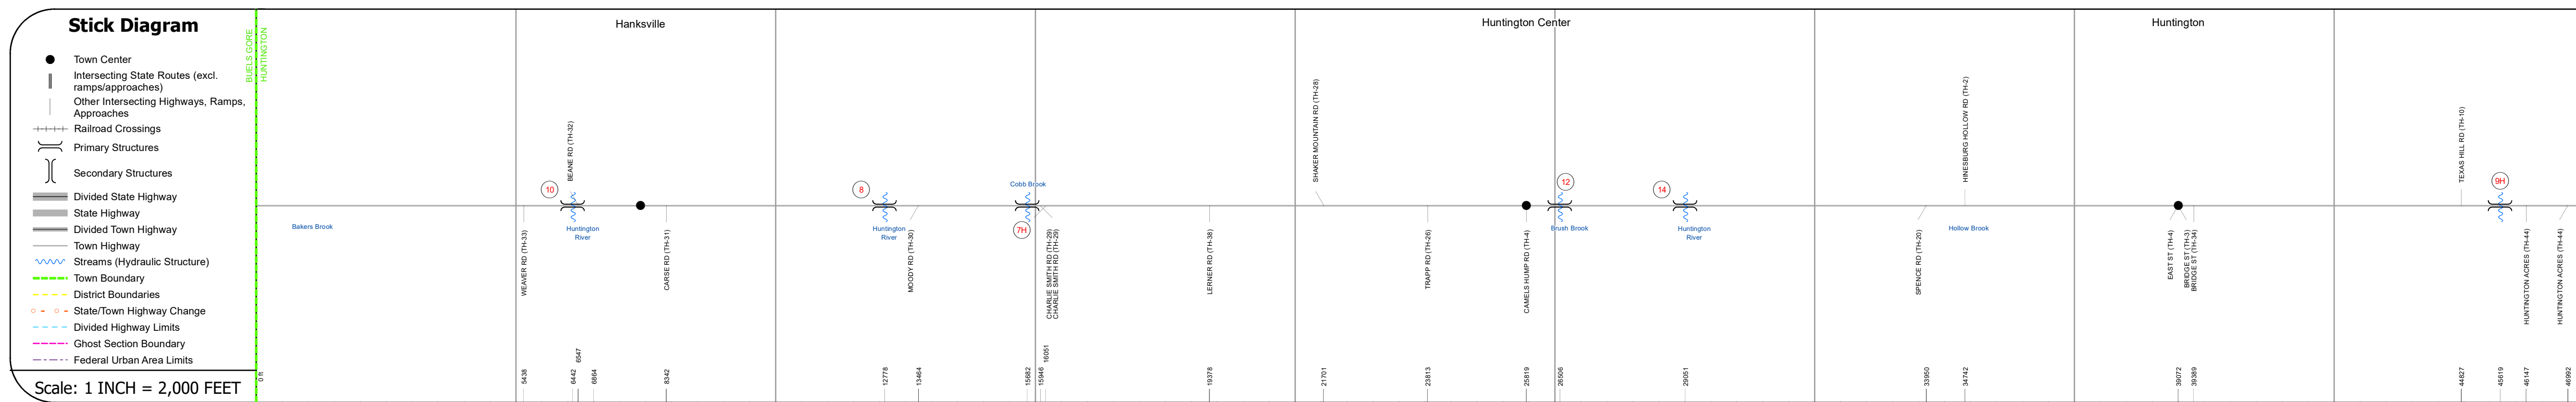 Stick Diagram
Town Center
Intersecting State Routes (excl.
ramps/approaches)
Other Intersecting Highways, Ramps,
Approaches
Railroad Crossings
Primary Structures
Secondary Structures
Divided State Highway
State Highway
Divided Town Highway
Town Highway
Streams (Hydraulic Structure)
Town Boundary
District Boundaries
State/Town Highway Change
Divided Highway Limits
Ghost Section Boundary
Federal Urban Area Limits
Scale: 1 INCH = 2,000 FEET
BUELS GORE
HUNTINGTON
Hanksville
Huntington Center
Huntington
BEANE RD (TH-32)
SHAKER MOUNTAIN RD (TH-28)
HINESBURG HOLLOW RD (TH-2)
TEXAS HILL RD (TH-10)
10
8
Cobb Brook
7H
12
14
9H
Bakers Brook
Huntington
River
Huntington
River
Brush Brook
Huntington
River
Hollow Brook
WEAVER RD (TH-33)
CARSE RD (TH-31)
MOODY RD (TH-30)
CHARLIE SMITH RD (TH-29)
CHARLIE SMITH RD (TH-29)
LERNER RD (TH-38)
TRAPP RD (TH-26)
CAMELS HUMP RD (TH-4)
SPENCE RD (TH-20)
EAST ST (TH-4)
BRIDGE ST (TH-3)
BRIDGE ST (TH-34)
HUNTINGTON ACRES (TH-44)
HUNTINGTON ACRES (TH-44)
0 ft
5438
6442
6547
6864
8342
12778
13464
15682
15946
16051
19378
21701
23813
25819
26506
29051
33950
34742
39072
39389
44827
45619
46147
46992